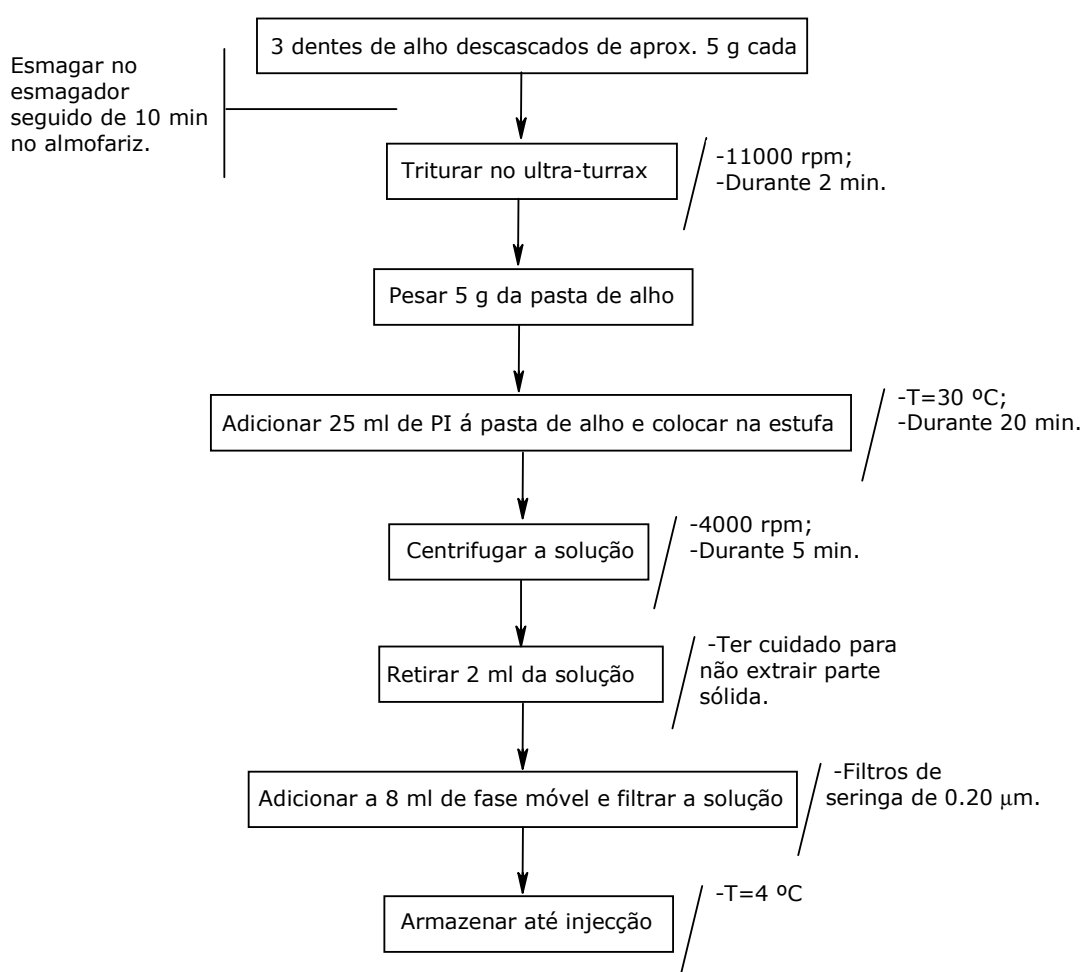 3 dentes de alho descascados de aprox. 5 g cada
Esmagar no
esmagador
seguido de 10 min
no almofariz.
Triturar no ultra-turrax
-11000 rpm;
-Durante 2 min.
Pesar 5 g da pasta de alho
Adicionar 25 ml de PI á pasta de alho e colocar na estufa
-T=30 ºC;
-Durante 20 min.
Centrifugar a solução
-4000 rpm;
-Durante 5 min.
Retirar 2 ml da solução
-Ter cuidado para
não extrair parte
sólida.
Adicionar a 8 ml de fase móvel e filtrar a solução
-Filtros de
seringa de 0.20 μm.
Armazenar até injecção
-T=4 ºC